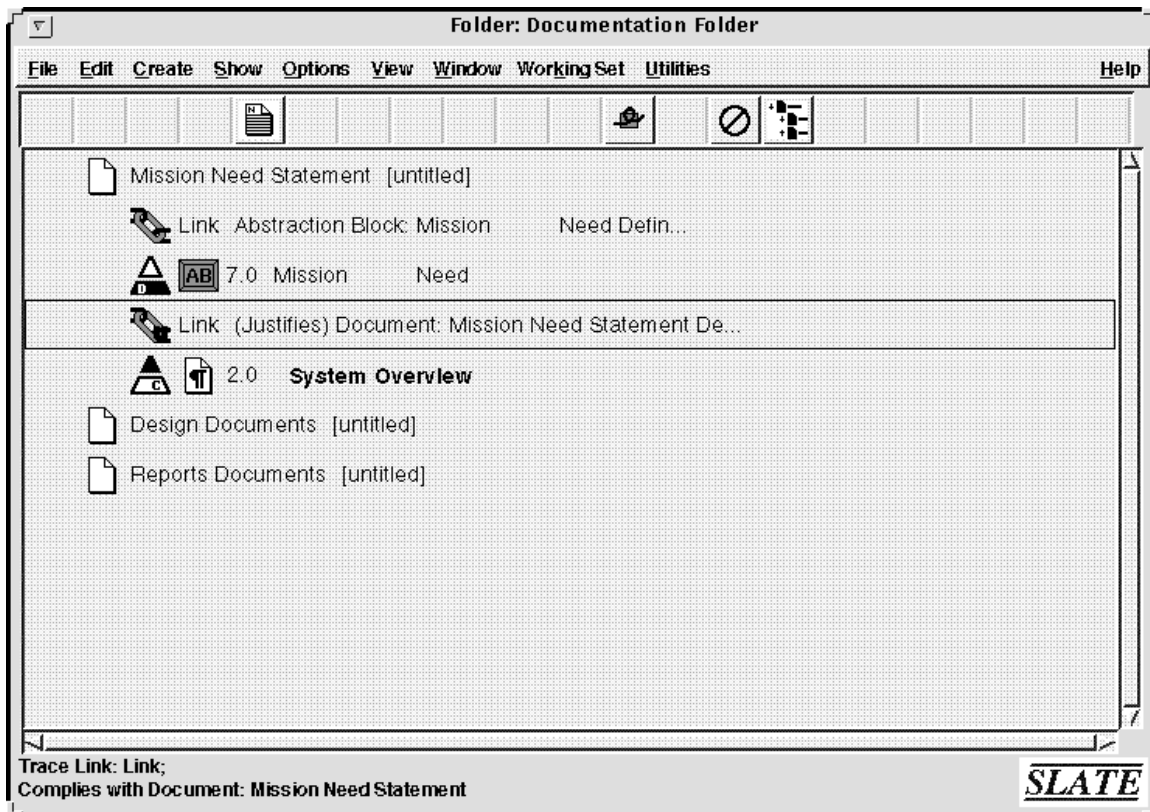 Folder: Documentation Folder
File Edit Create Show Options View Window Working Set Utilities Help
N
Mission Need Statement [untitled]
Link Abstraction Block: Mission Need Defin...
D AB 7.0 Mission Need
Link (Justifies) Document: Mission Need Statement De...
C ¶ 2.0 System Overview
Design Documents [untitled]
Reports Documents [untitled]
Trace Link: Link;
Complies with Document: Mission Need Statement
SLATE